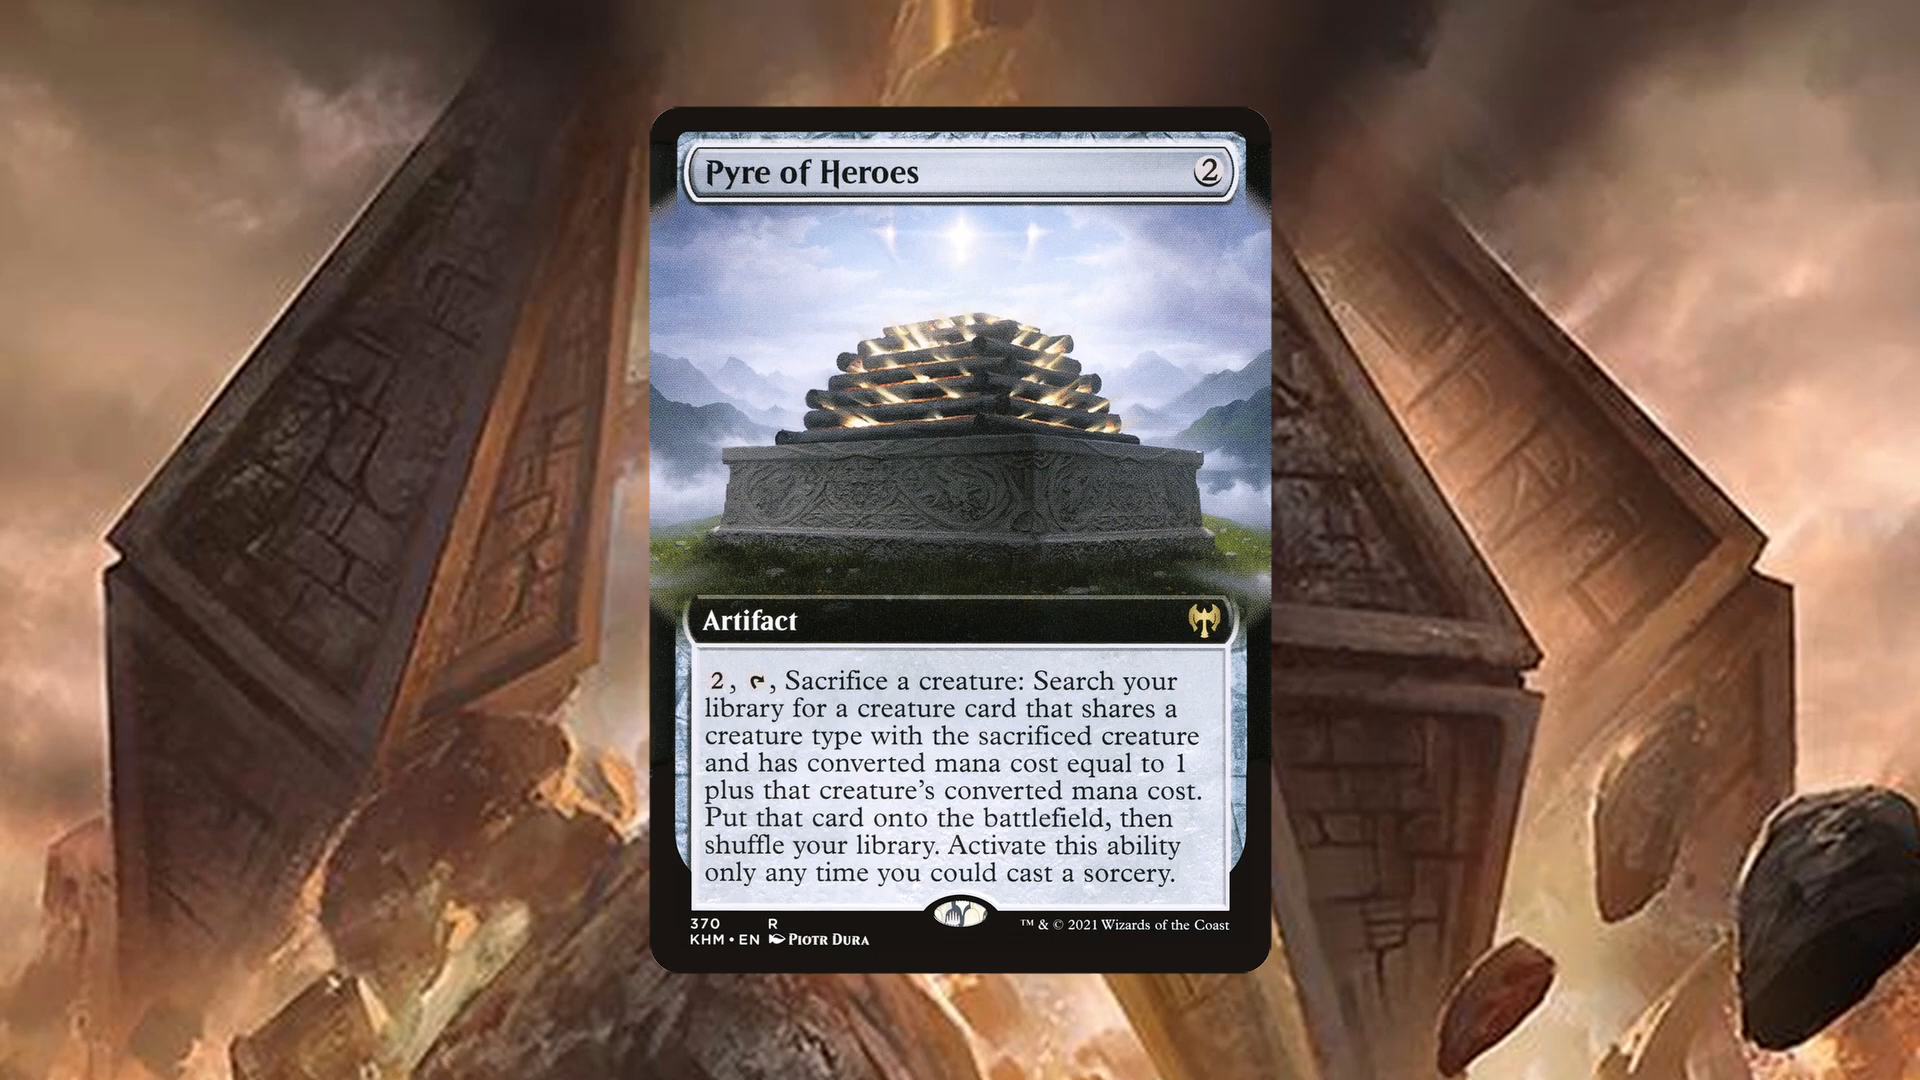 Pyre of Heroes 2
Artifact
2, , Sacrifice a creature: Search your
library for a creature card that shares a
creature type with the sacrificed creature
and has converted mana cost equal to 1
plus that creature's converted mana cost.
Put that card onto the battlefield, then
shuffle your library. Activate this ability
only any time you could cast a sorcery.
370 R
KHM • EN PIOTR DURA
™ & © 2021 Wizards of the Coast